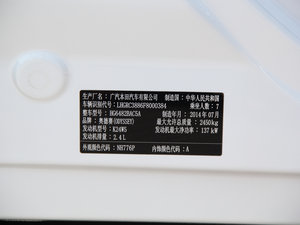 生产厂名：广汽本田汽车有限公司 制造国：中华人民共和国
车辆识别代号：LHGRC3886F8000384 乘坐人数：7
整车型号：HG6482BAC5A 制造年月：2014年07月
品牌：奥德赛(ODYSSEY) 最大允许总质量：2450kg
发动机型号：K24W5 发动机最大净功率：137kW
发动机排量：2.4L
外饰颜色代码：NH776P 内饰颜色代码：A